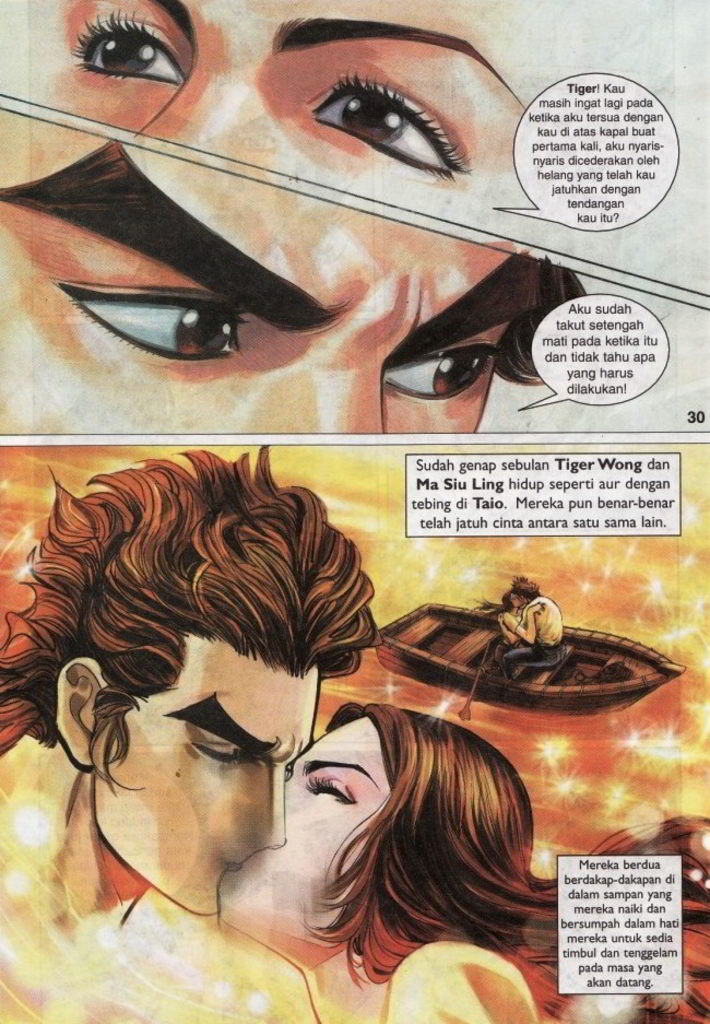 Tiger! Kau
masih ingat lagi pada
ketika aku tersua dengan
kau di atas kapal buat
pertama kali, aku nyaris-
nyaris dicederakan oleh
helang yang telah kau
jatuhkan dengan
tendangan
kau itu?
Aku sudah
takut setengah
mati pada ketika itu
dan tidak tahu apa
yang harus
dilakukan!
30
Sudah genap sebulan Tiger Wong dan
Ma Siu Ling hidup seperti aur dengan
tebing di Taio. Mereka pun benar-benar
telah jatuh cinta antara satu sama lain.
Mereka berdua
berdakap-dakapan di
dalam sampan yang
mereka naiki dan
bersumpah dalam hati
mereka untuk sedia
timbul dan tenggelam
pada masa yang
akan datang.